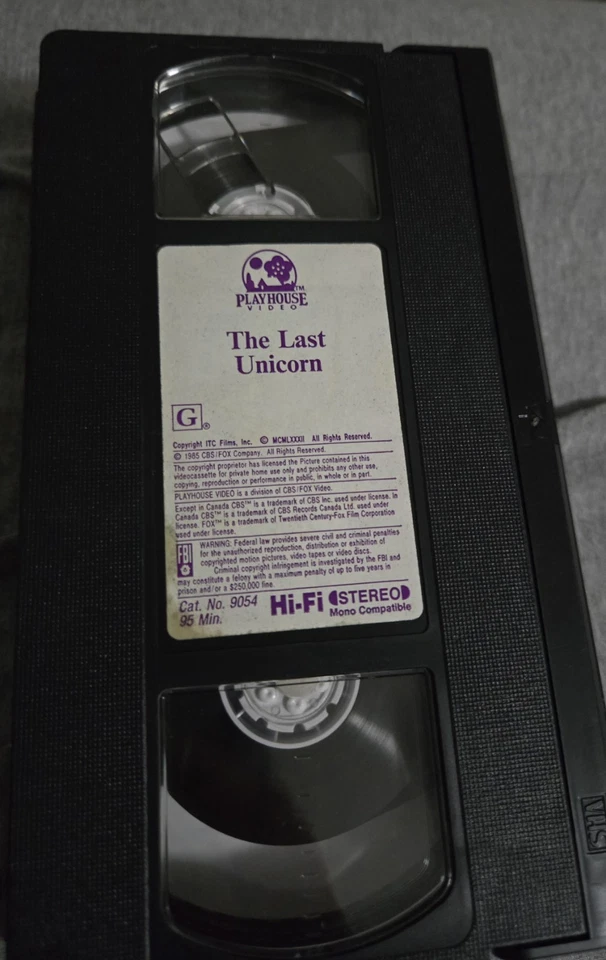 PLAYHOUSE TM
VIDEO
The Last
Unicorn
G ®
Copyright ITC Films, Inc. © MCMLXXXII All Rights Reserved.
© 1985 CBS/FOX Company. All Rights Reserved.
The copyright proprietor has licensed the Picture contained in this
videocassette for private home use only and prohibits any other use,
copying, reproduction or performance in public, in whole or in part.
PLAYHOUSE VIDEO is a division of CBS/FOX Video.
Except in Canada CBS™ is a trademark of CBS Inc. used under license. In
Canada CBS™ is a trademark of CBS Records Canada Ltd. used under
license. FOX™ is a trademark of Twentieth Century-Fox Film Corporation
used under license.
FBI
WARNING: Federal law provides severe civil and criminal penalties
for the unauthorized reproduction, distribution or exhibition of
copyrighted motion pictures, video tapes or video discs.
Criminal copyright infringement is investigated by the FBI and
may constitute a felony with a maximum penalty of up to five years in
prison and/or a $250,000 fine.
Cat. No. 9054
95 Min.
Hi-Fi STEREO
Mono Compatible
VHS